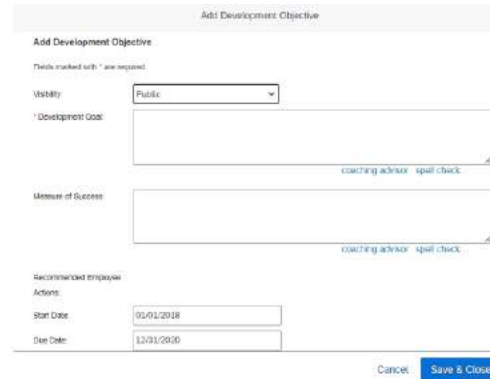 Add Development Objective
Add Development Objective
Fields marked with * are required.
Visibility
Public
* Development Goal:
coaching advisor spell check
Measure of Success:
coaching advisor spell check
Recommended Employee
Actions:
Start Date
01/01/2018
Due Date:
12/31/2020
Cancel Save & Close